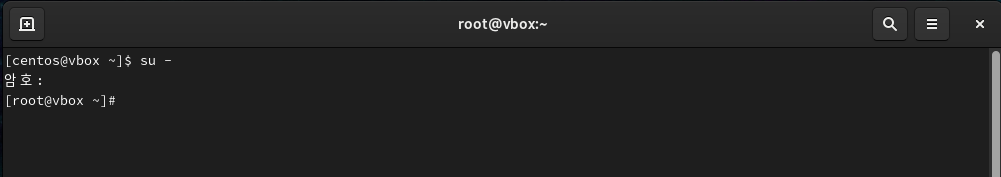 root@vbox:~
[centos@vbox ~]$ su -
암호:
[root@vbox ~]#